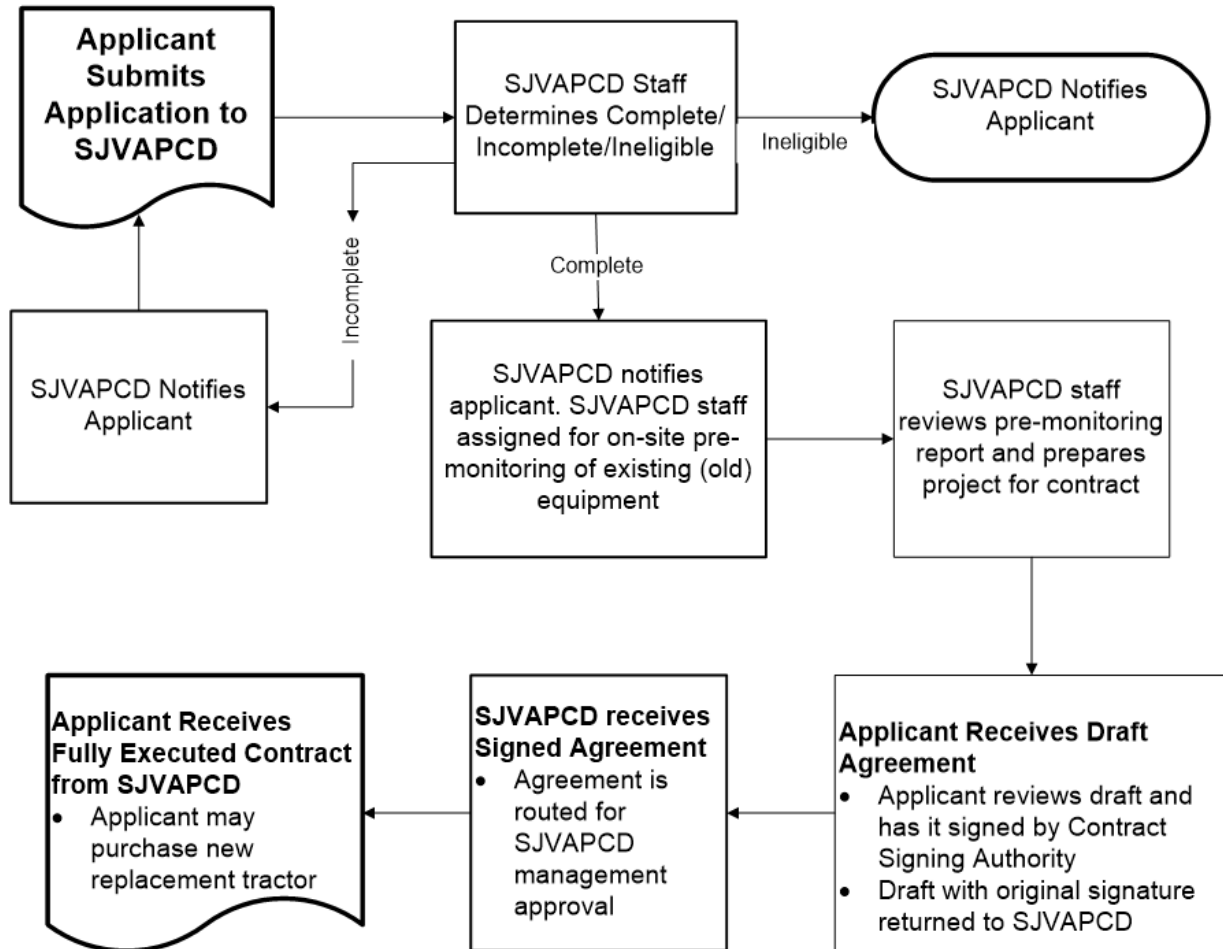 Applicant
Submits
Application to
SJVAPCD
SJVAPCD Staff
Determines Complete/
Incomplete/Ineligible
Ineligible
SJVAPCD Notifies
Applicant
Incomplete
Complete
SJVAPCD Notifies
Applicant
SJVAPCD notifies
applicant. SJVAPCD staff
assigned for on-site pre-
monitoring of existing (old)
equipment
SJVAPCD staff
reviews pre-monitoring
report and prepares
project for contract
Applicant Receives Draft
Agreement
• Applicant reviews draft and
has it signed by Contract
Signing Authority
• Draft with original signature
returned to SJVAPCD
SJVAPCD receives
Signed Agreement
• Agreement is
routed for
SJVAPCD
management
approval
Applicant Receives
Fully Executed Contract
from SJVAPCD
• Applicant may
purchase new
replacement tractor